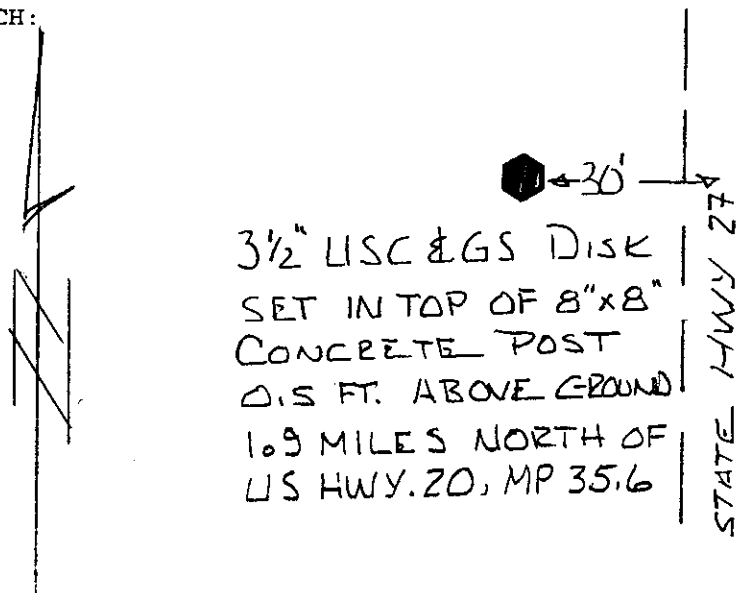 CH:
30'
3½" USC & GS DISK
SET IN TOP OF 8"x8"
CONCRETE POST
0.5 FT. ABOVE GROUND
1.9 MILES NORTH OF
US HWY. 20, MP 35.6
STATE HWY 27
N